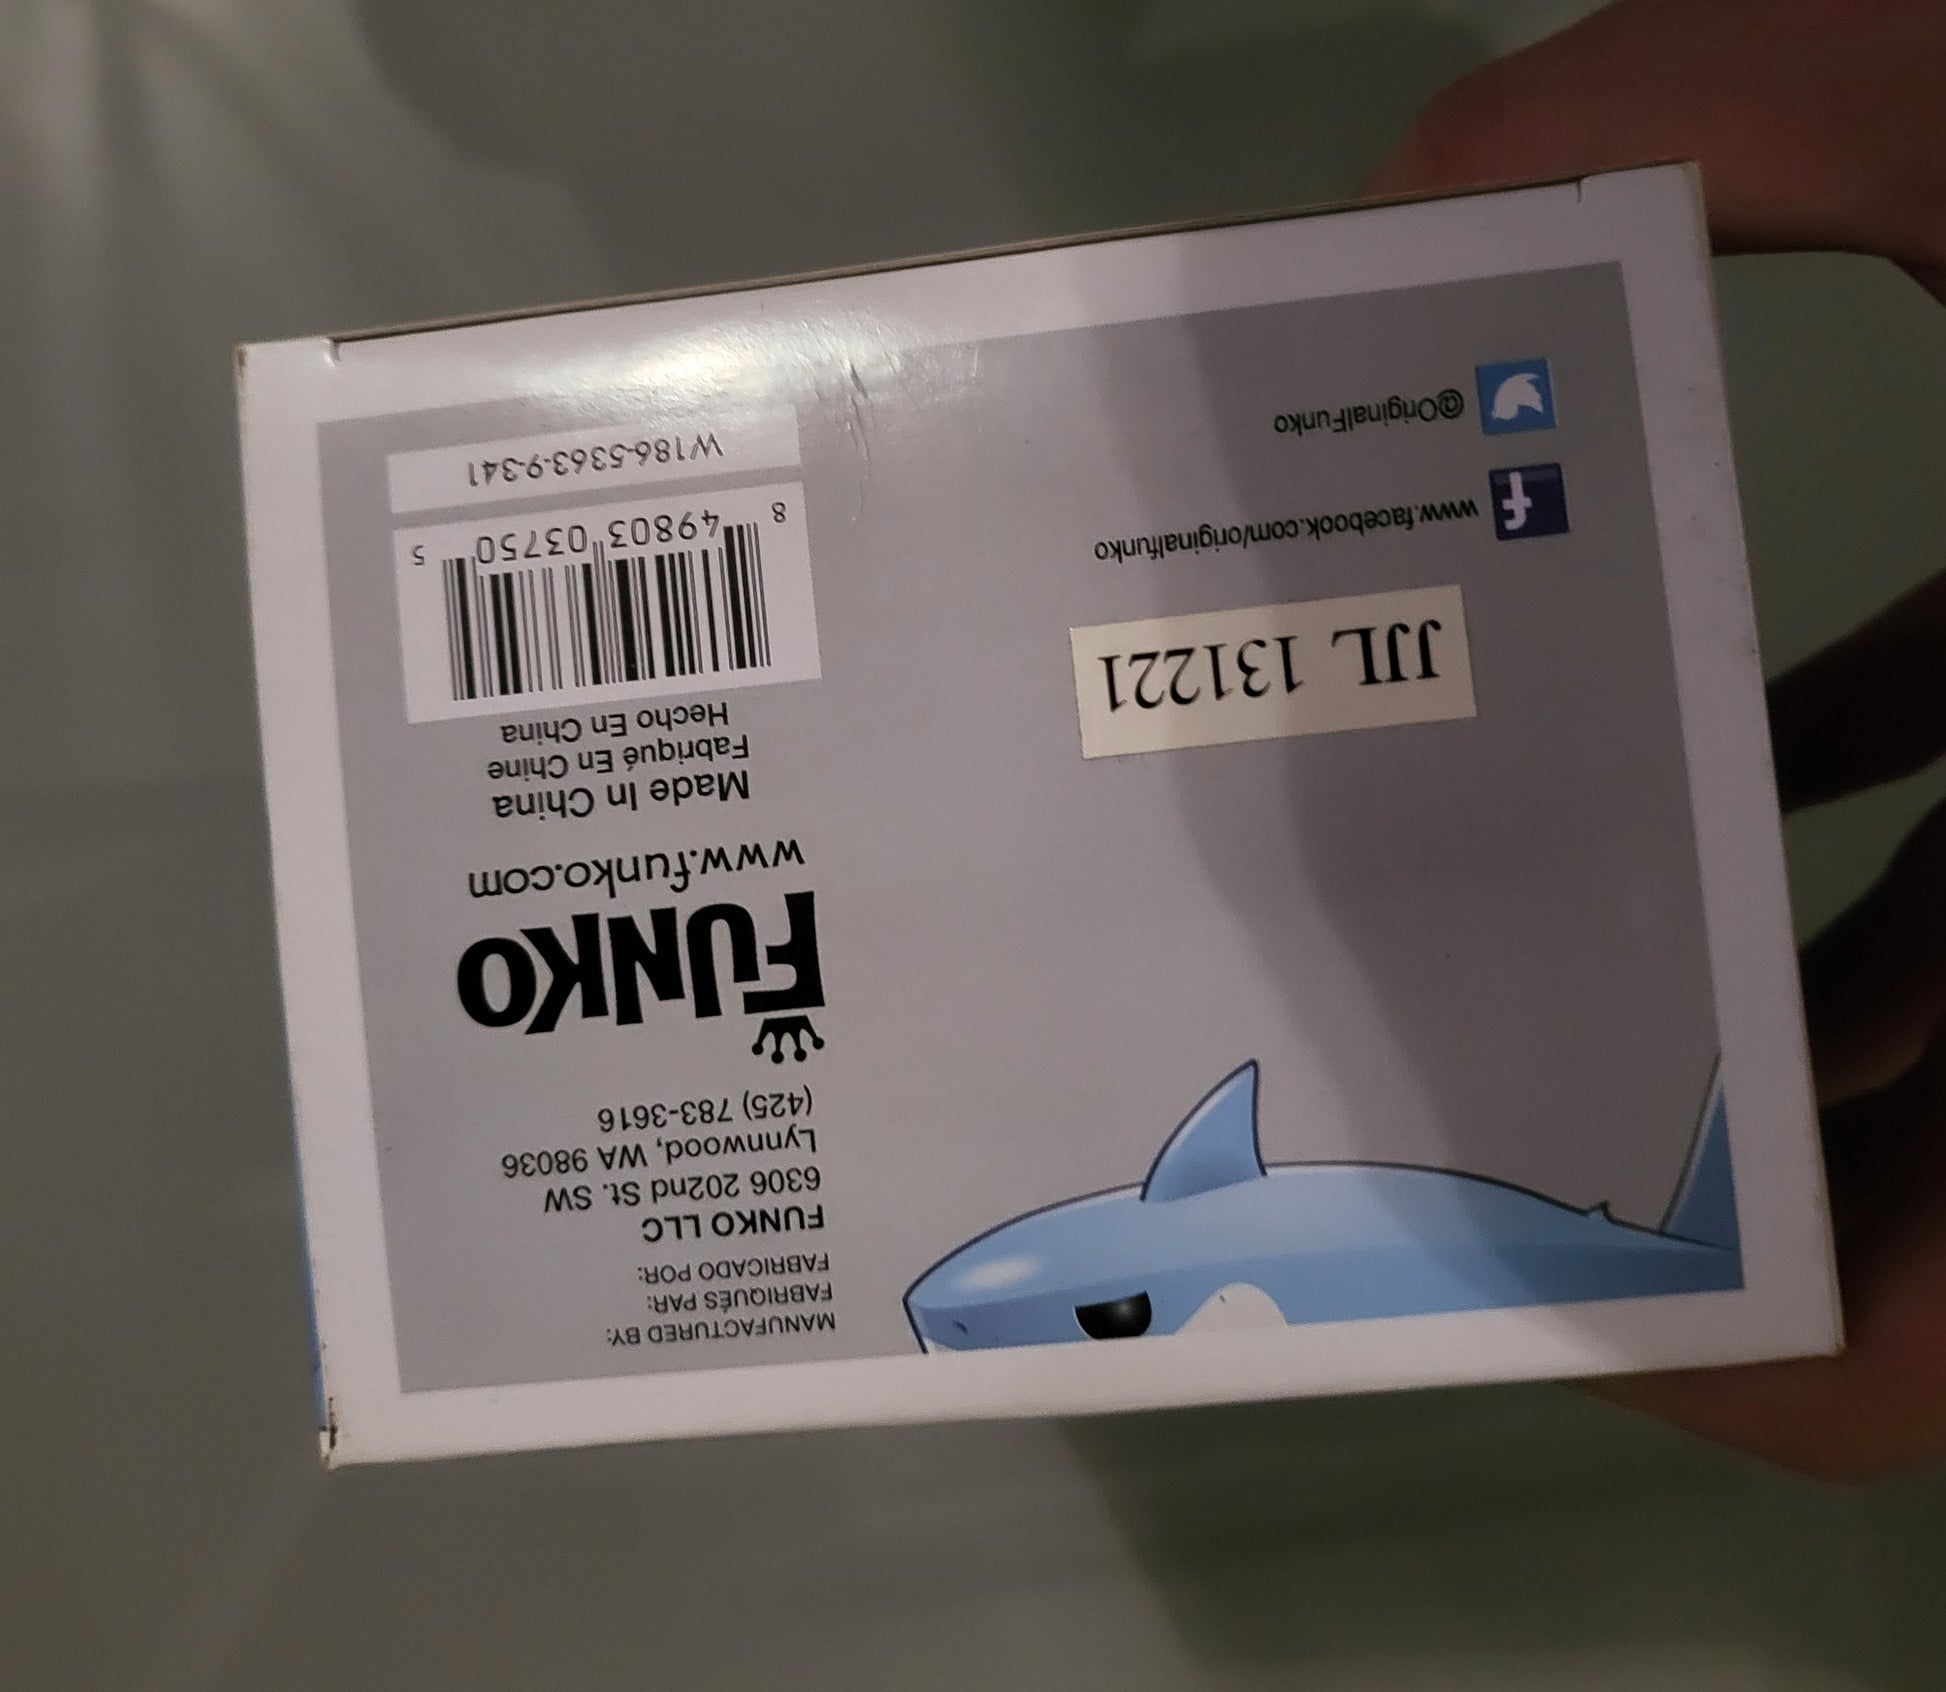 MANUFACTURED BY:
FABRIQUÉS PAR:
FABRICADO POR:
FUNKO LLC
6306 202nd St. SW
Lynnwood, WA 98036
(425) 783-3616
FUNKO
www.funko.com
Made In China
Fabriqué En Chine
Hecho En China
8 49803 03750 5
W186-5363-9-341
JJL 131221
f www.facebook.com/originalfunko
@OriginalFunko